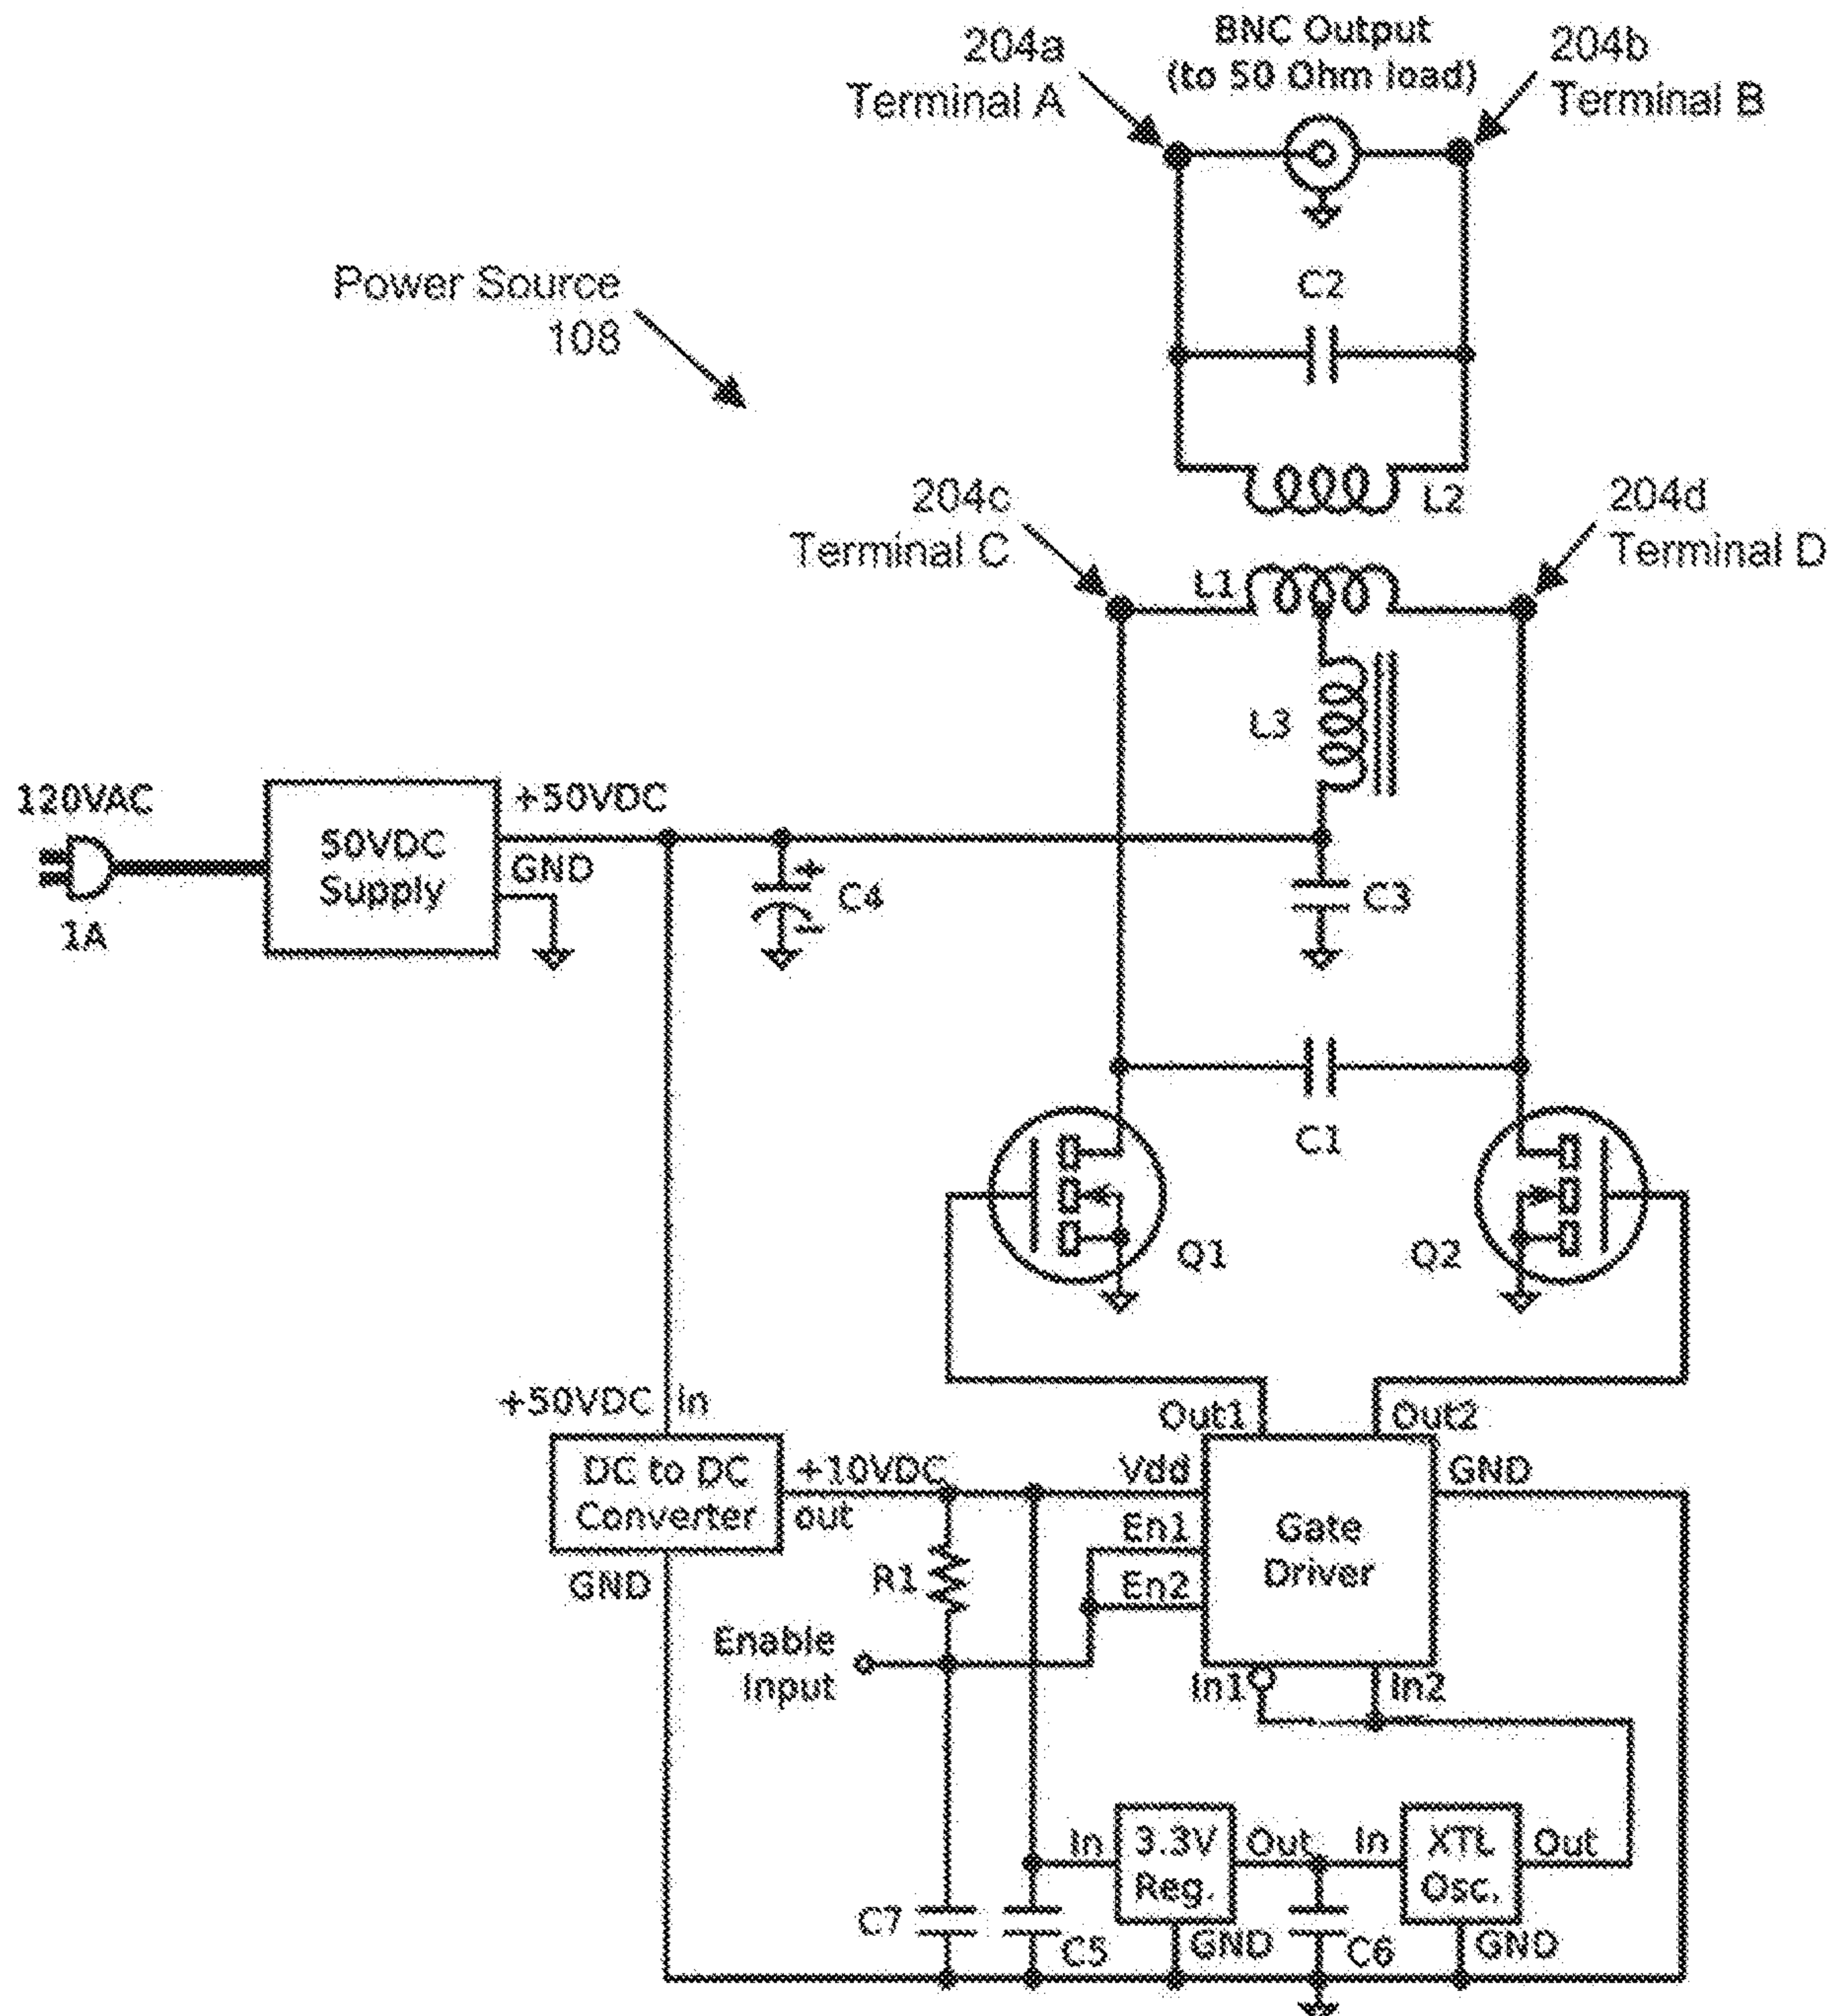 204a
Terminal A
BNC Output
(to 50 Ohm load)
204b
Terminal B
C2
Power Source
108
L2
204c
Terminal C
204d
Terminal D
L1
L3
120VAC
1A
50VDC
Supply
+50VDC
GND
+
C4
−
C3
C1
Q1
Q2
+50VDC In
Out1
Out2
DC to DC
Converter
+10VDC
out
GND
Vdd
En1
En2
Gate
Driver
GND
R1
Enable
Input
In1
In2
In
3.3V
Reg.
Out
In
XTL
Osc.
Out
C7
C5
GND
C6
GND